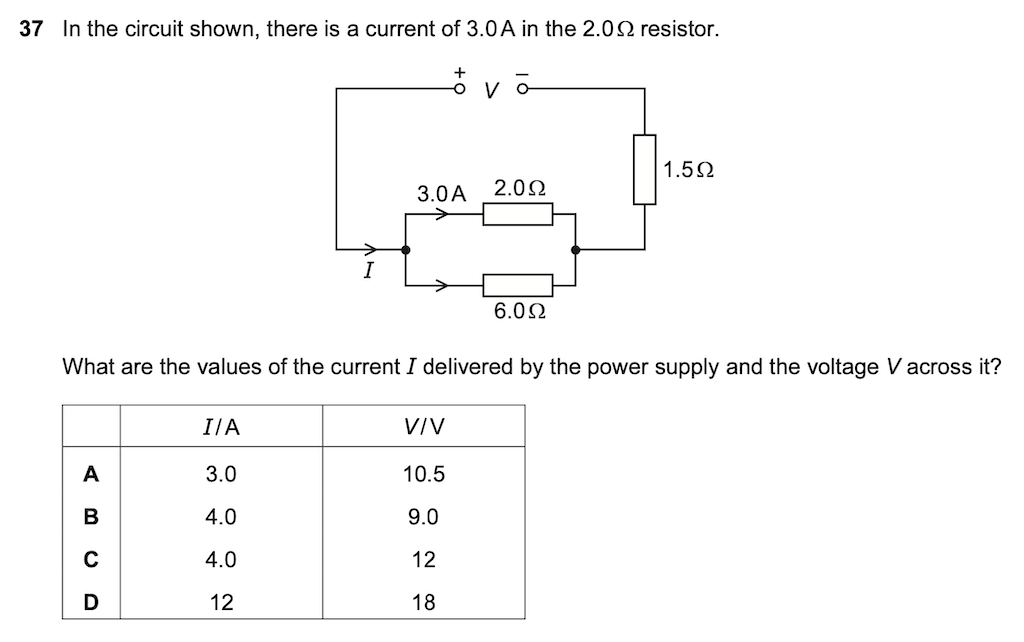 37 In the circuit shown, there is a current of 3.0 A in the 2.0 Ω resistor.
+ V −
1.5 Ω
3.0 A 2.0 Ω
I
6.0 Ω
What are the values of the current I delivered by the power supply and the voltage V across it?
I / A V / V
A 3.0 10.5
B 4.0 9.0
C 4.0 12
D 12 18